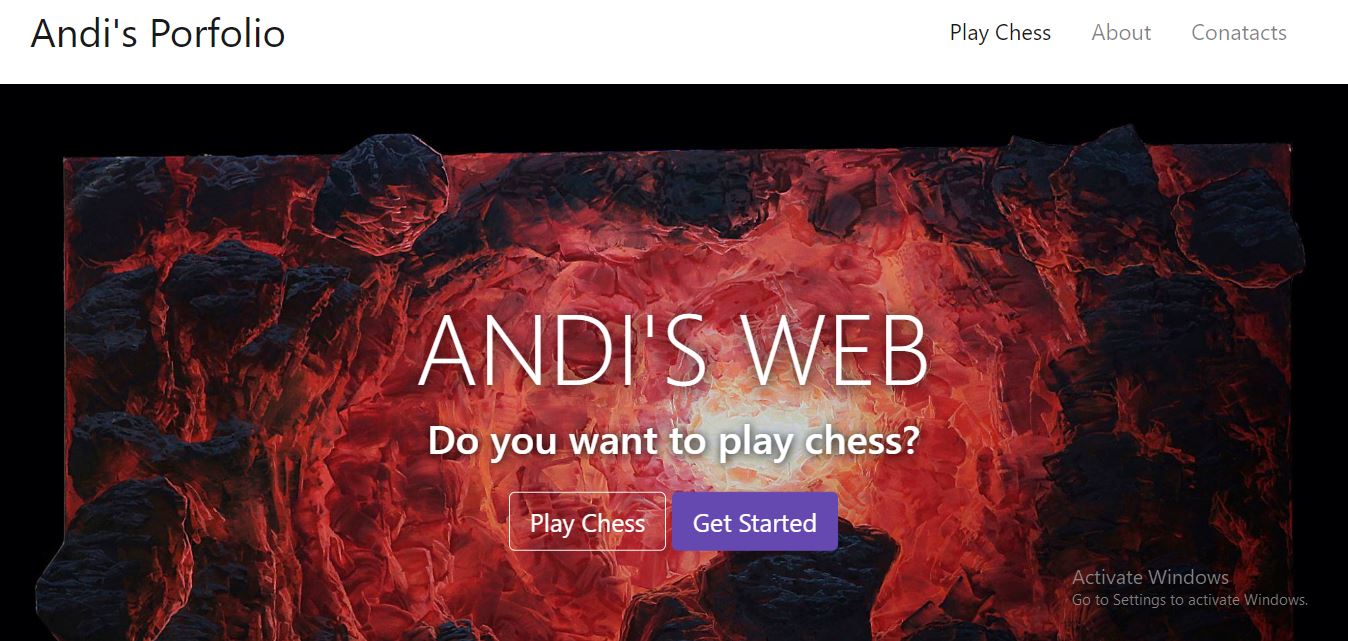 Andi's Porfolio
Play Chess
About
Conatacts
ANDI'S WEB
Do you want to play chess?
Play Chess
Get Started
Activate Windows
Go to Settings to activate Windows.